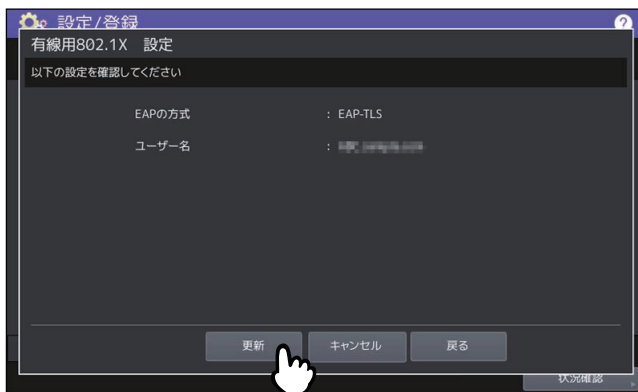 設定/登録 ?
有線用802.1X 設定
以下の設定を確認してください
EAPの方式 : EAP-TLS
ユーザー名 :
更新 キャンセル 戻る
状況確認